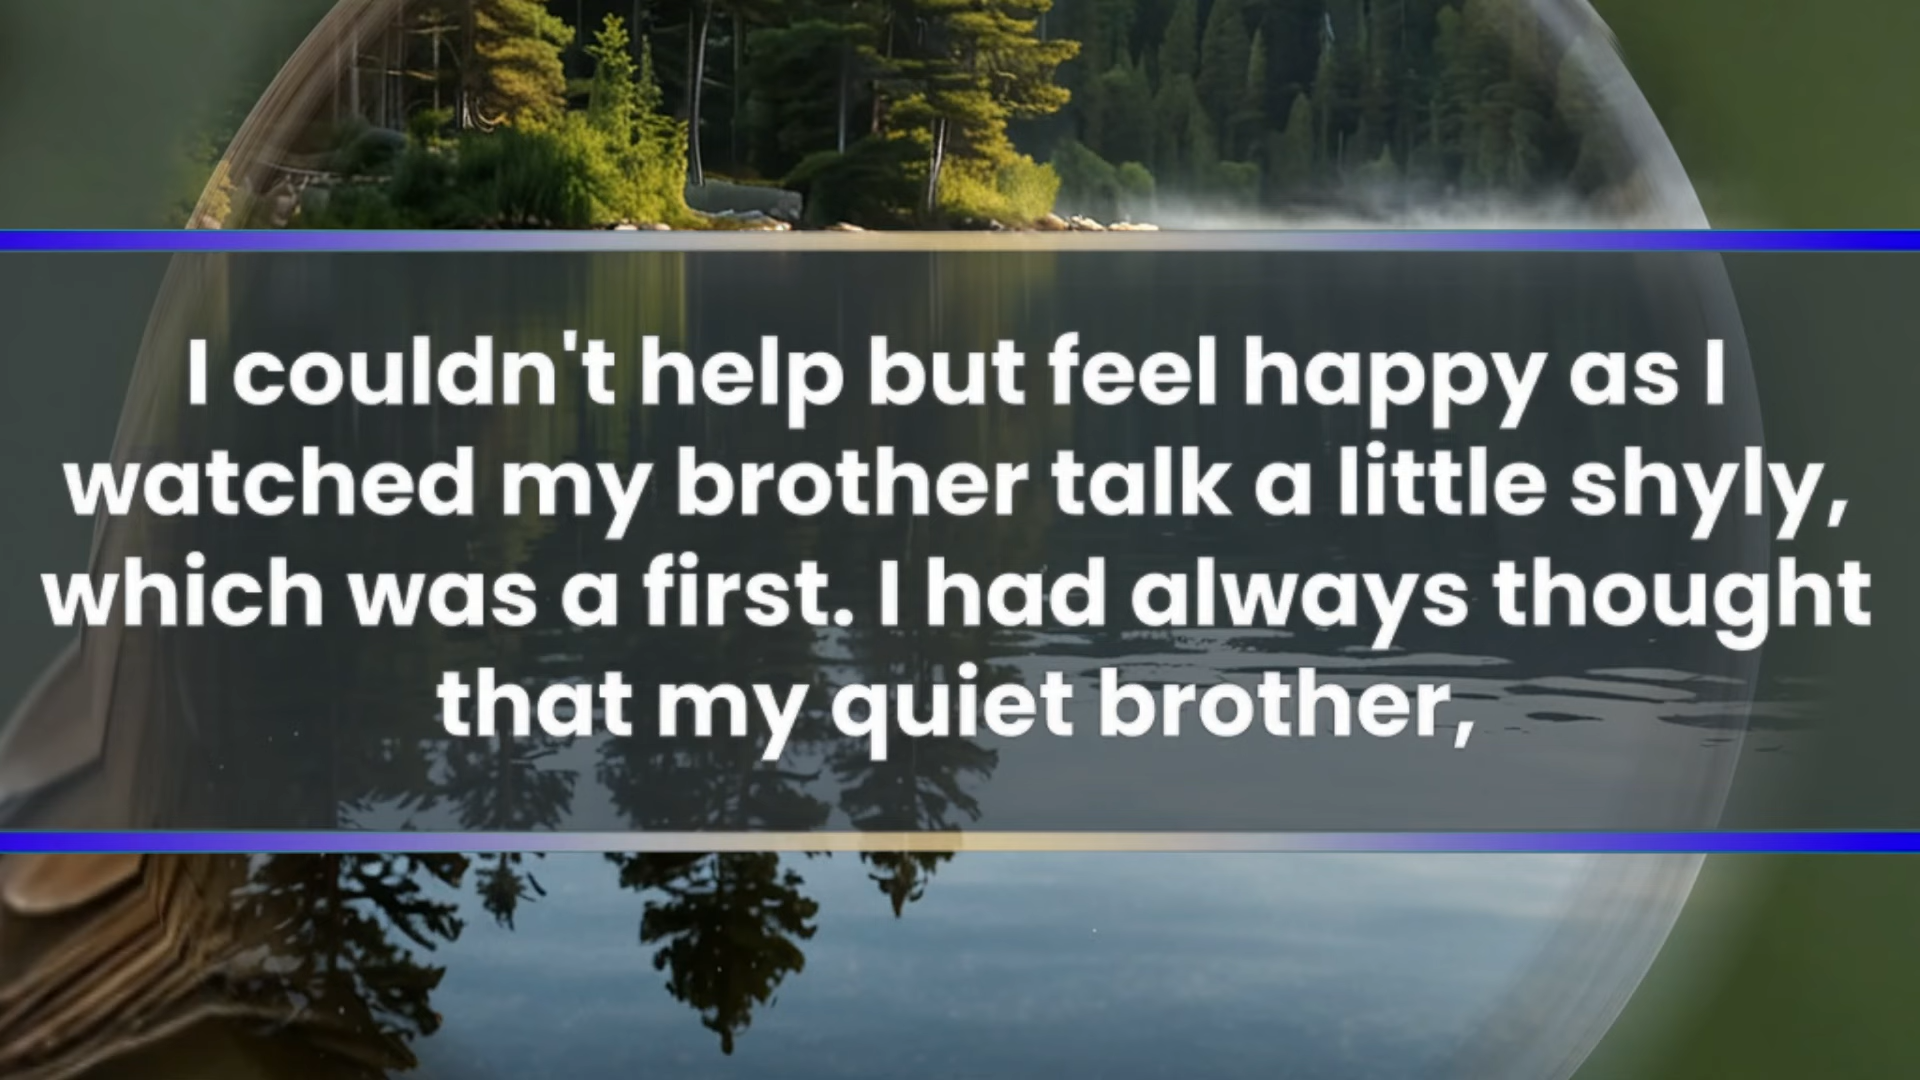 I couldn't help but feel happy as I
watched my brother talk a little shyly,
which was a first. I had always thought
that my quiet brother,